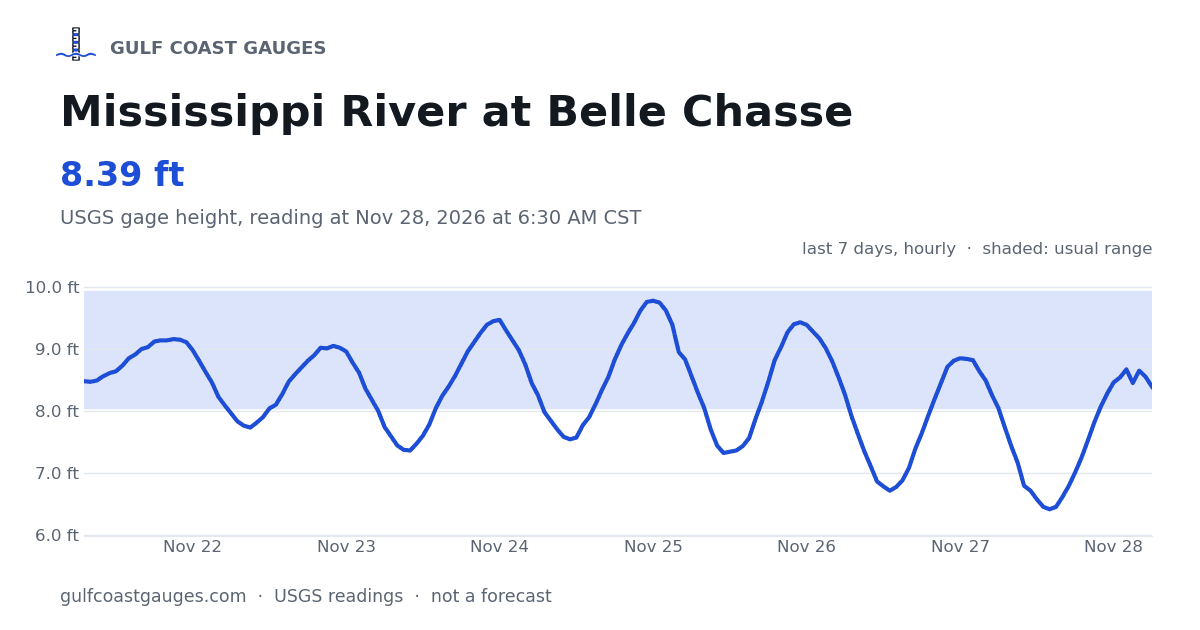 GULF COAST GAUGES
Mississippi River at Belle Chasse
8.39 ft
USGS gage height, reading at Nov 28, 2026 at 6:30 AM CST
last 7 days, hourly · shaded: usual range
10.0 ft
9.0 ft
8.0 ft
7.0 ft
6.0 ft
Nov 22 Nov 23 Nov 24 Nov 25 Nov 26 Nov 27 Nov 28
gulfcoastgauges.com · USGS readings · not a forecast